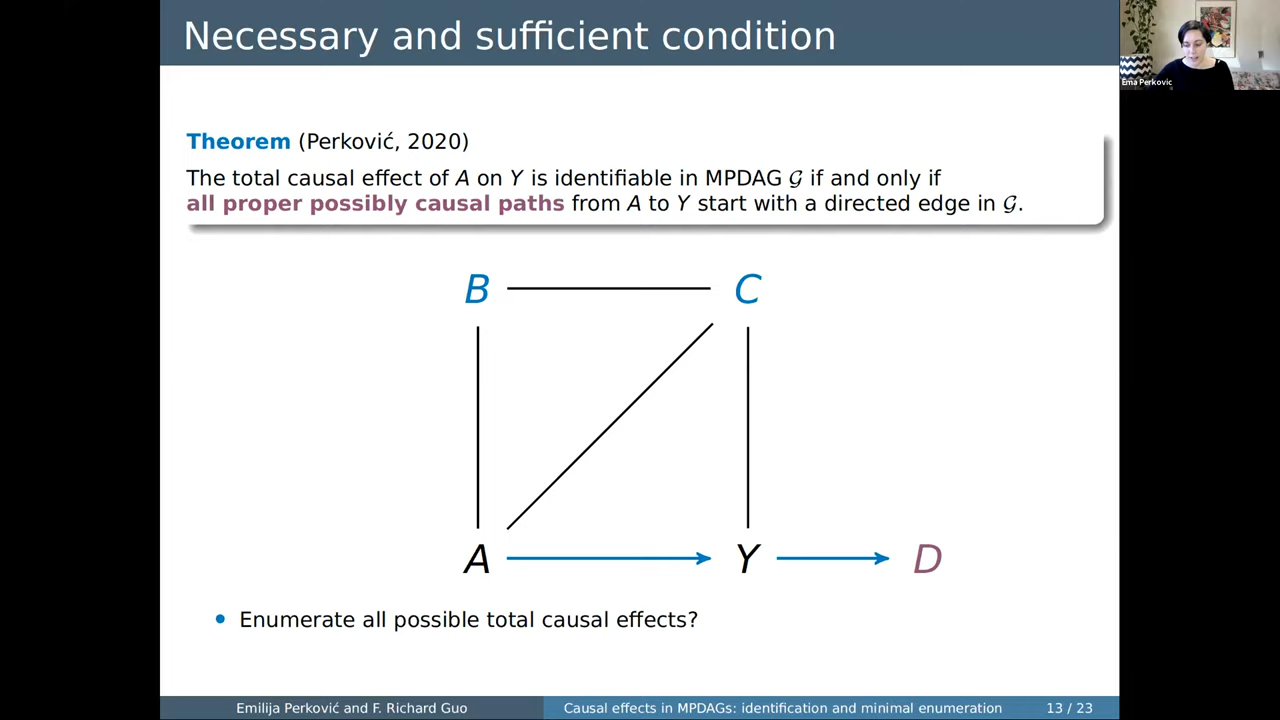 Necessary and sufficient condition
Ema Perkovic
Theorem (Perković, 2020)
The total causal effect of A on Y is identifiable in MPDAG 𝒢 if and only if
all proper possibly causal paths from A to Y start with a directed edge in 𝒢.
B C
A Y D
• Enumerate all possible total causal effects?
Emilija Perković and F. Richard Guo Causal effects in MPDAGs: identification and minimal enumeration 13 / 23